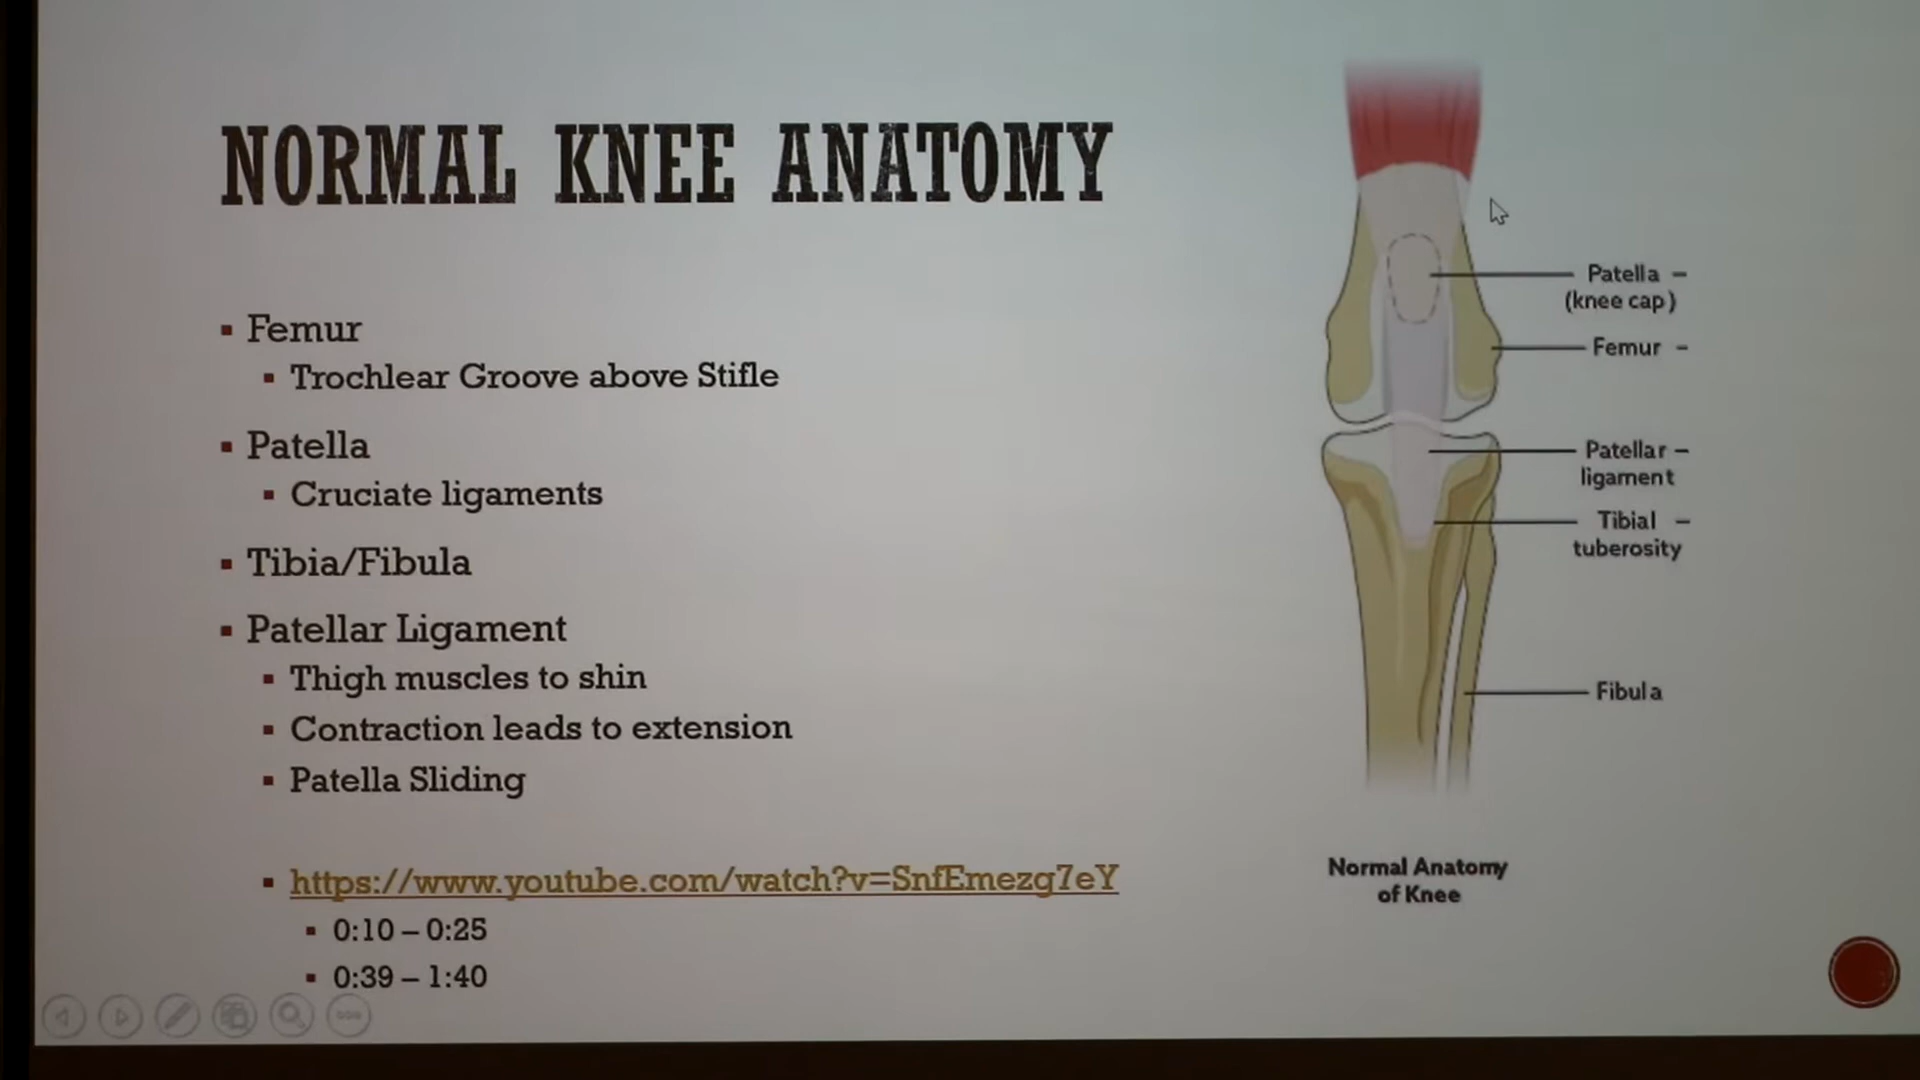 NORMAL KNEE ANATOMY
Femur
Trochlear Groove above Stifle
Patella
Cruciate ligaments
Tibia/Fibula
Patellar Ligament
Thigh muscles to shin
Contraction leads to extension
Patella Sliding
https://www.youtube.com/watch?v=SnfEmezg7eY
0:10 – 0:25
0:39 – 1:40
Patella –
(knee cap)
Femur –
Patellar –
ligament
Tibial –
tuberosity
Fibula
Normal Anatomy
of Knee